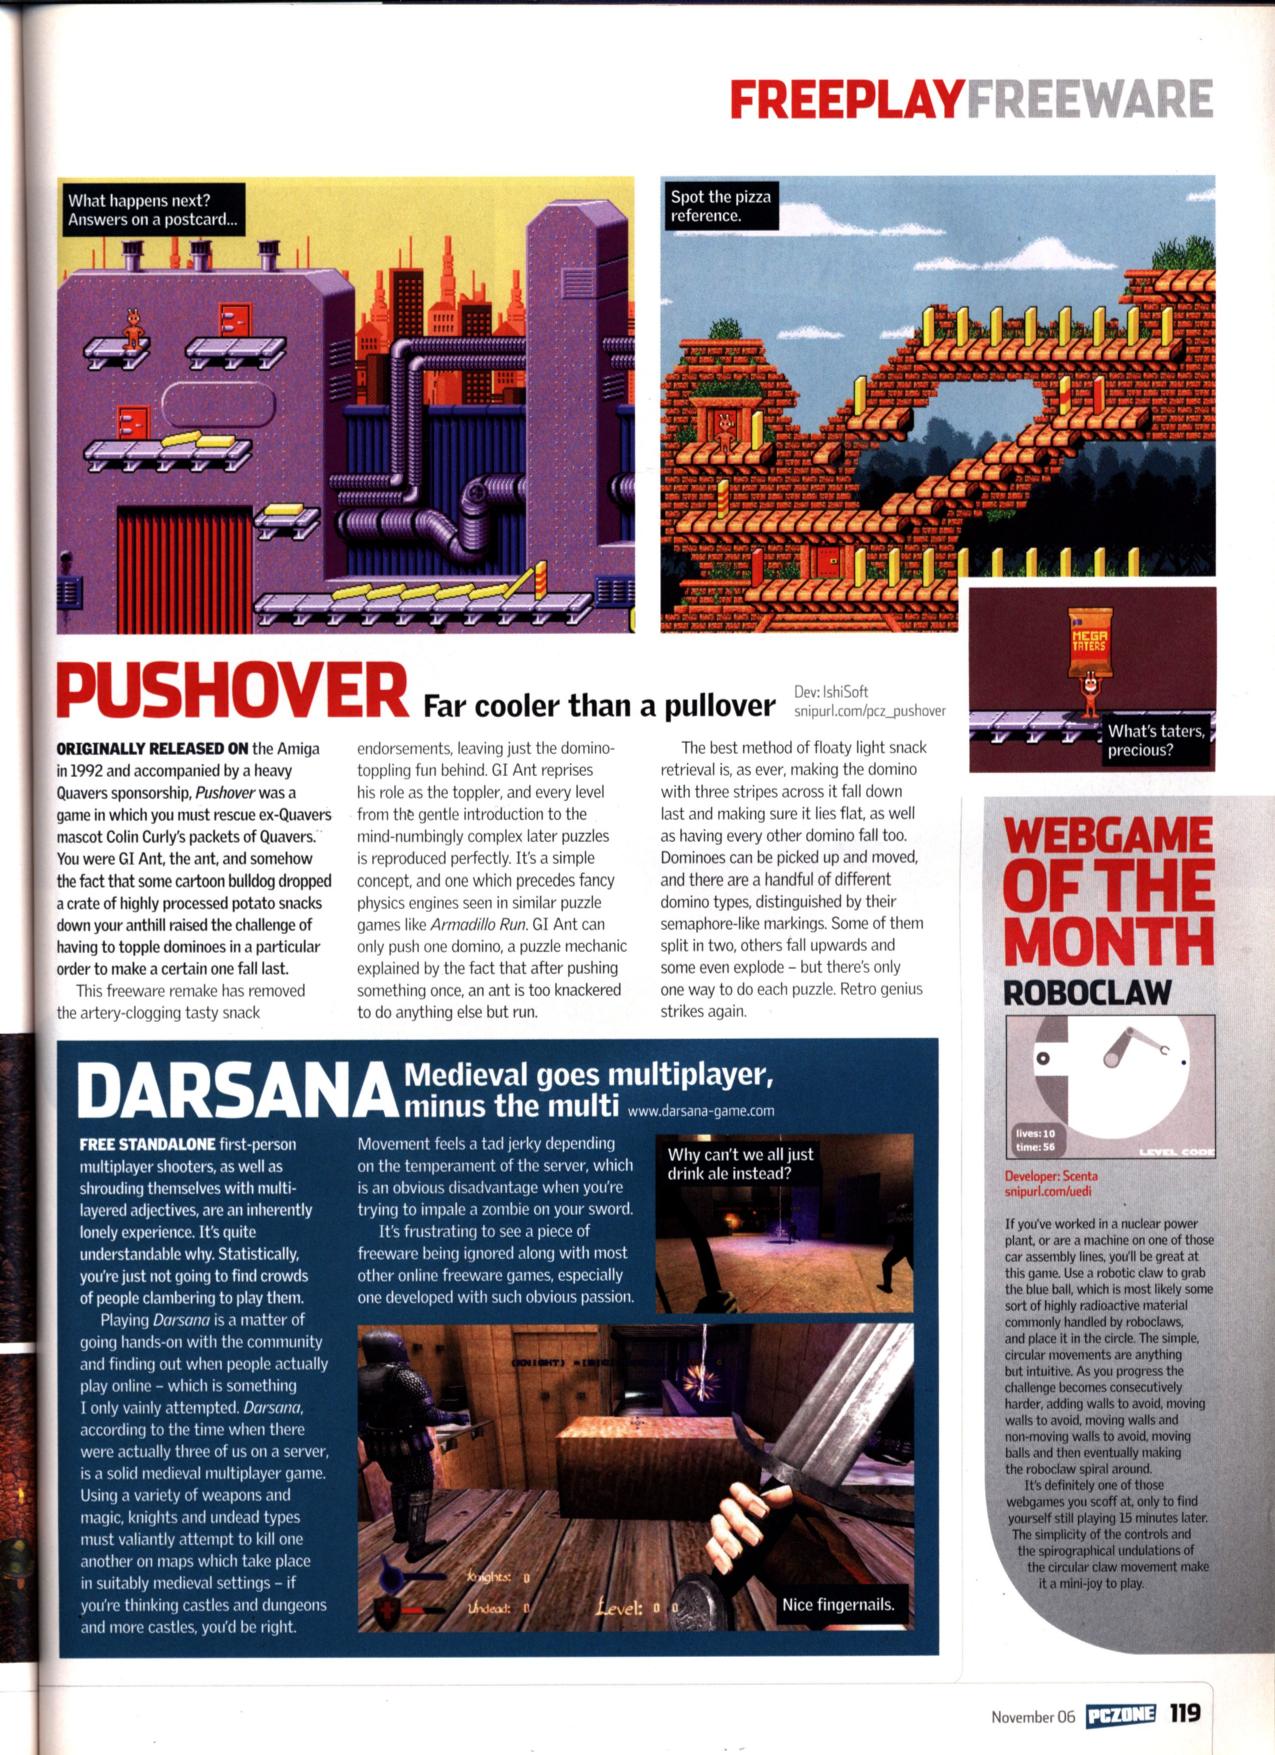 FREEPLAYFREEWARE
What happens next?
Answers on a postcard...
Spot the pizza
reference.
MEGA
TATERS
What's taters,
precious?
PUSHOVER Far cooler than a pullover
Dev: IshiSoft
snipurl.com/pcz_pushover
ORIGINALLY RELEASED ON the Amiga
in 1992 and accompanied by a heavy
Quavers sponsorship, Pushover was a
game in which you must rescue ex-Quavers
mascot Colin Curly's packets of Quavers.
You were GI Ant, the ant, and somehow
the fact that some cartoon bulldog dropped
a crate of highly processed potato snacks
down your anthill raised the challenge of
having to topple dominoes in a particular
order to make a certain one fall last.
This freeware remake has removed
the artery-clogging tasty snack
endorsements, leaving just the domino-
toppling fun behind. GI Ant reprises
his role as the toppler, and every level
from the gentle introduction to the
mind-numbingly complex later puzzles
is reproduced perfectly. It's a simple
concept, and one which precedes fancy
physics engines seen in similar puzzle
games like Armadillo Run. GI Ant can
only push one domino, a puzzle mechanic
explained by the fact that after pushing
something once, an ant is too knackered
to do anything else but run.
The best method of floaty light snack
retrieval is, as ever, making the domino
with three stripes across it fall down
last and making sure it lies flat, as well
as having every other domino fall too.
Dominoes can be picked up and moved,
and there are a handful of different
domino types, distinguished by their
semaphore-like markings. Some of them
split in two, others fall upwards and
some even explode – but there's only
one way to do each puzzle. Retro genius
strikes again.
DARSANA Medieval goes multiplayer,
minus the multi www.darsana-game.com
FREE STANDALONE first-person
multiplayer shooters, as well as
shrouding themselves with multi-
layered adjectives, are an inherently
lonely experience. It's quite
understandable why. Statistically,
you're just not going to find crowds
of people clambering to play them.
Playing Darsana is a matter of
going hands-on with the community
and finding out when people actually
play online – which is something
I only vainly attempted. Darsana,
according to the time when there
were actually three of us on a server,
is a solid medieval multiplayer game.
Using a variety of weapons and
magic, knights and undead types
must valiantly attempt to kill one
another on maps which take place
in suitably medieval settings – if
you're thinking castles and dungeons
and more castles, you'd be right.
Movement feels a tad jerky depending
on the temperament of the server, which
is an obvious disadvantage when you're
trying to impale a zombie on your sword.
It's frustrating to see a piece of
freeware being ignored along with most
other online freeware games, especially
one developed with such obvious passion.
Why can't we all just
drink ale instead?
Knights: 0
Undead: 0
Level: 0 0
Nice fingernails.
WEBGAME
OF THE
MONTH
ROBOCLAW
lives:10
time:56
LEVEL CODE
Developer: Scenta
snipurl.com/uedi
If you've worked in a nuclear power
plant, or are a machine on one of those
car assembly lines, you'll be great at
this game. Use a robotic claw to grab
the blue ball, which is most likely some
sort of highly radioactive material
commonly handled by roboclaws,
and place it in the circle. The simple,
circular movements are anything
but intuitive. As you progress the
challenge becomes consecutively
harder, adding walls to avoid, moving
walls to avoid, moving walls and
non-moving walls to avoid, moving
balls and then eventually making
the roboclaw spiral around.
It's definitely one of those
webgames you scoff at, only to find
yourself still playing 15 minutes later.
The simplicity of the controls and
the spirographical undulations of
the circular claw movement make
it a mini-joy to play.
November 06 PCZONE 119